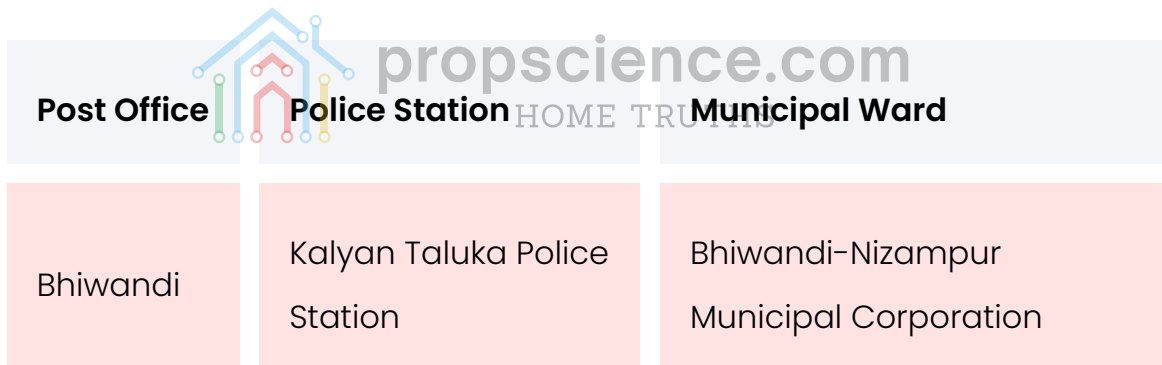 propscience.com
HOME TRUTHS
Post Office Police Station Municipal Ward
Bhiwandi
Kalyan Taluka Police
Station
Bhiwandi-Nizampur
Municipal Corporation